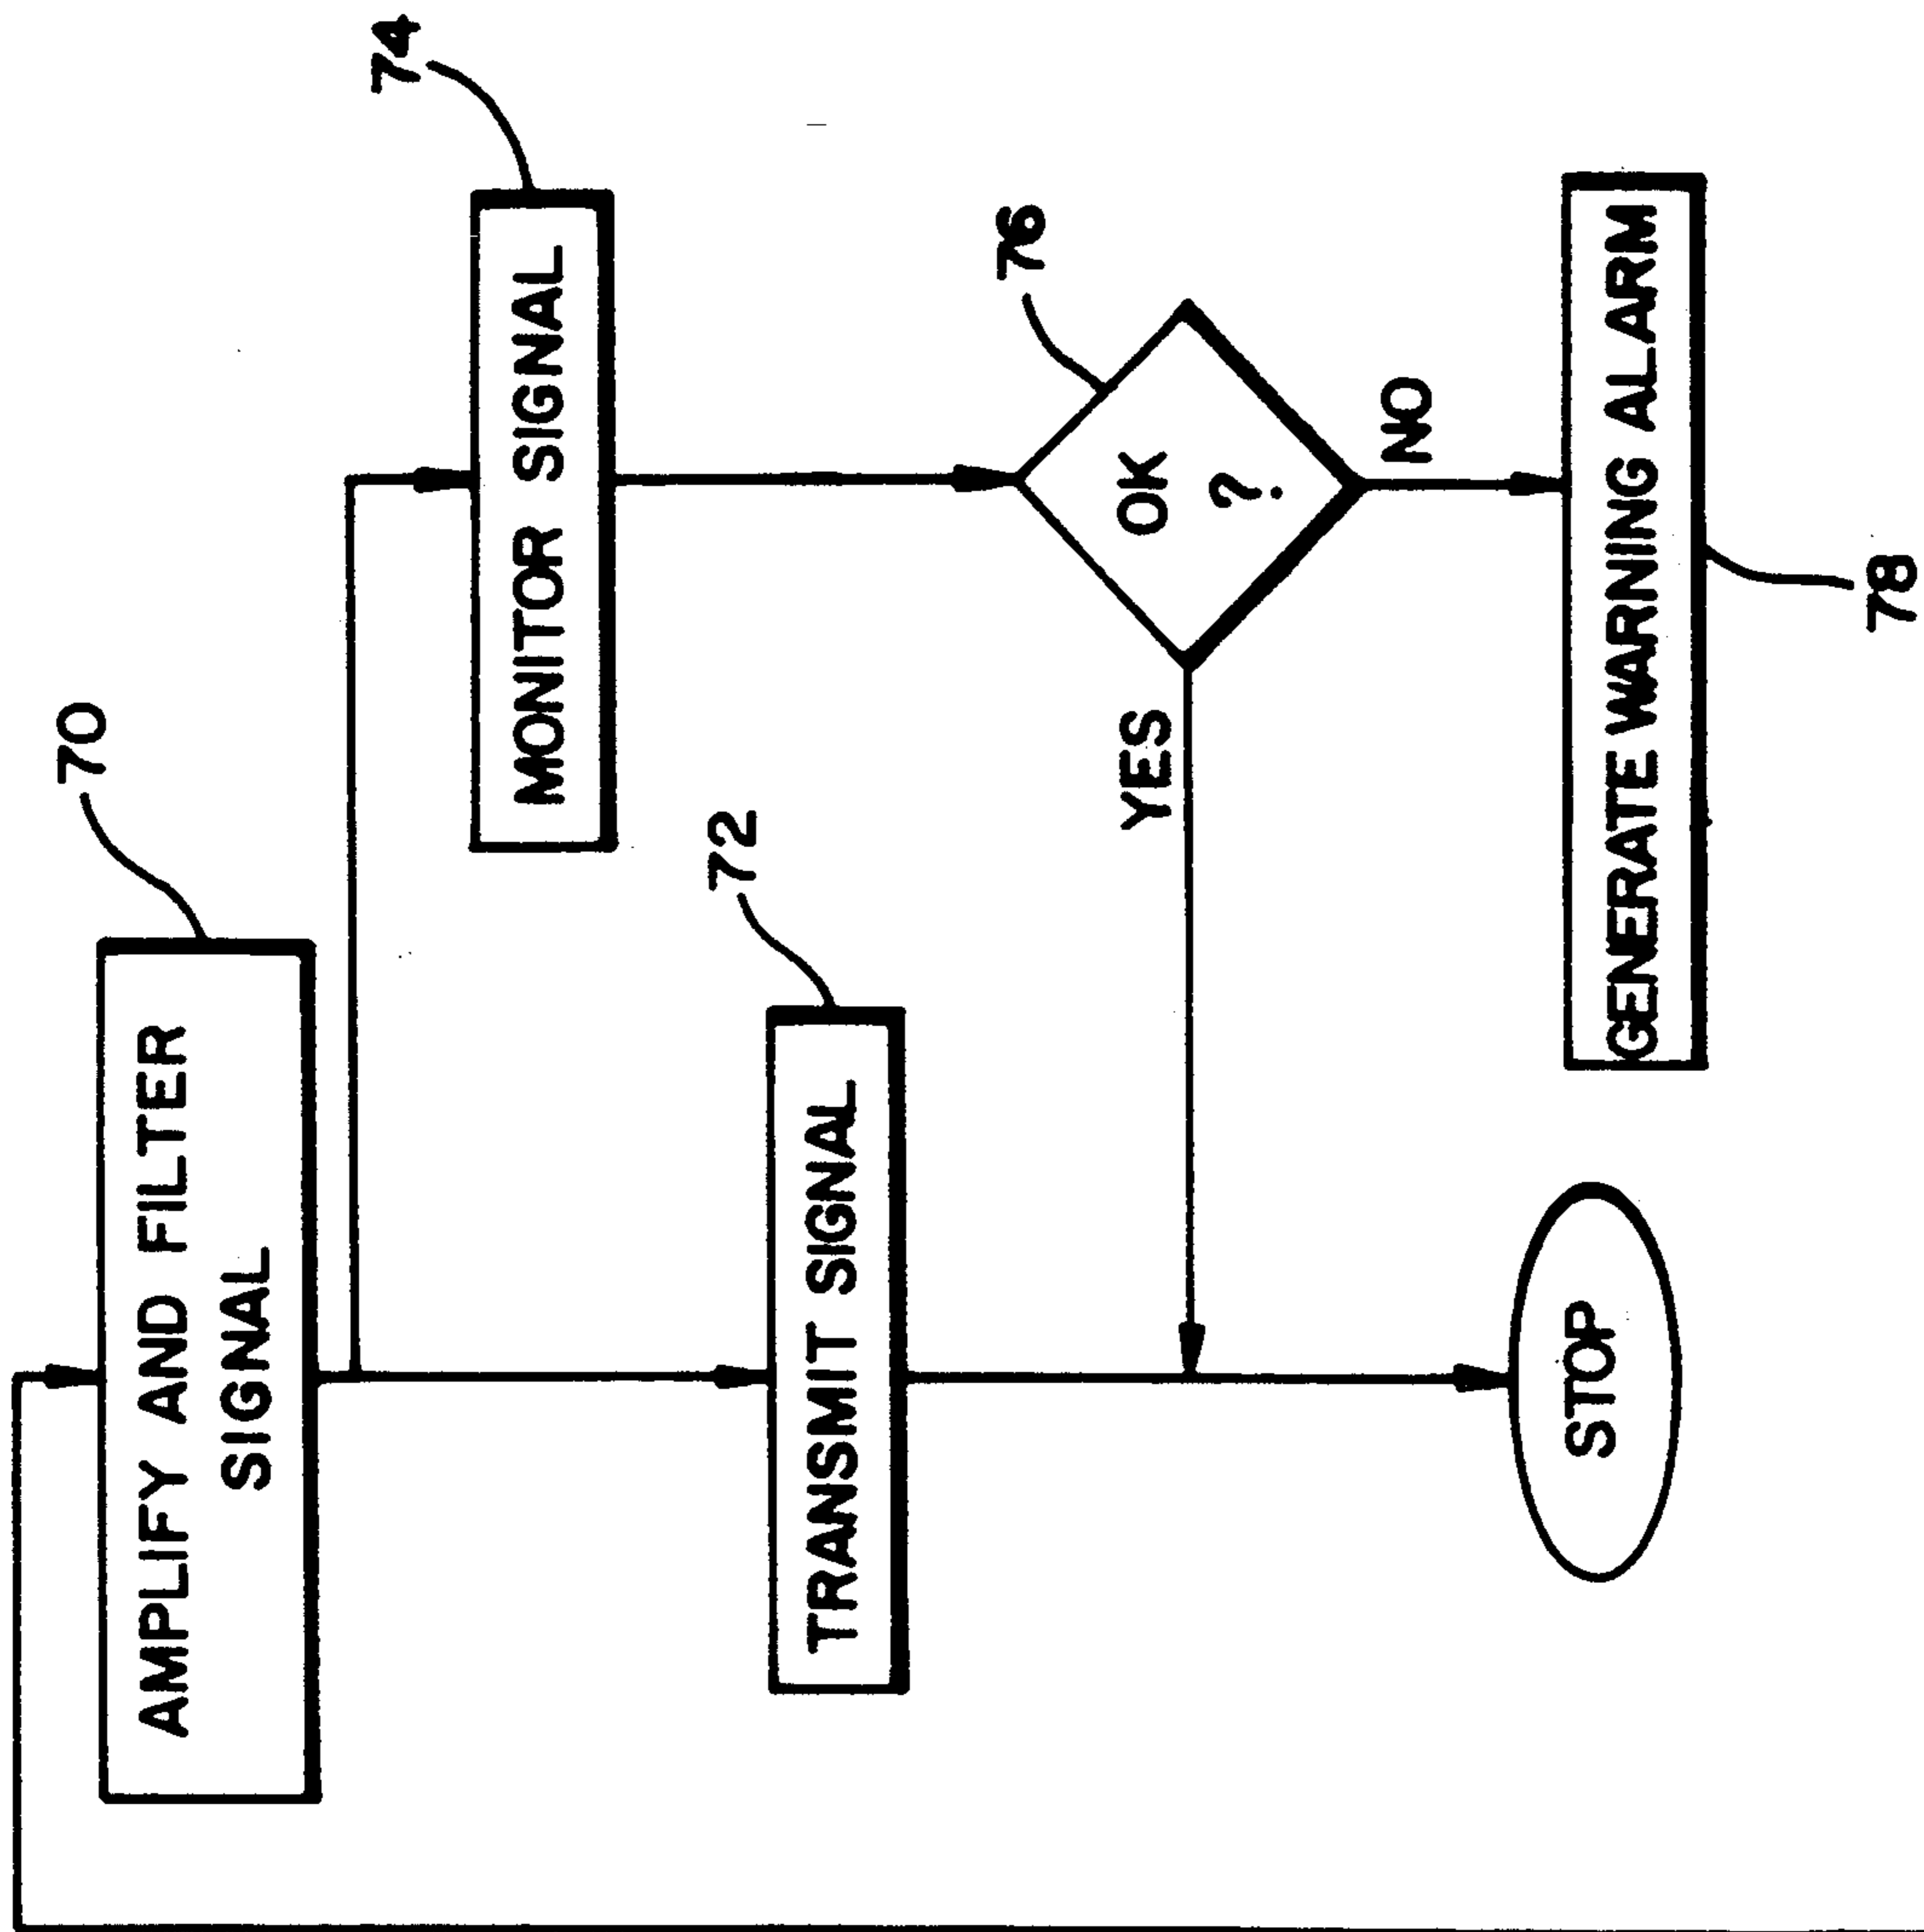 70
AMPLIFY AND FILTER
SIGNAL
74
MONITOR SIGNAL
72
TRANSMIT SIGNAL
76
OK
?
YES
NO
STOP
GENERATE WARNING ALARM
78